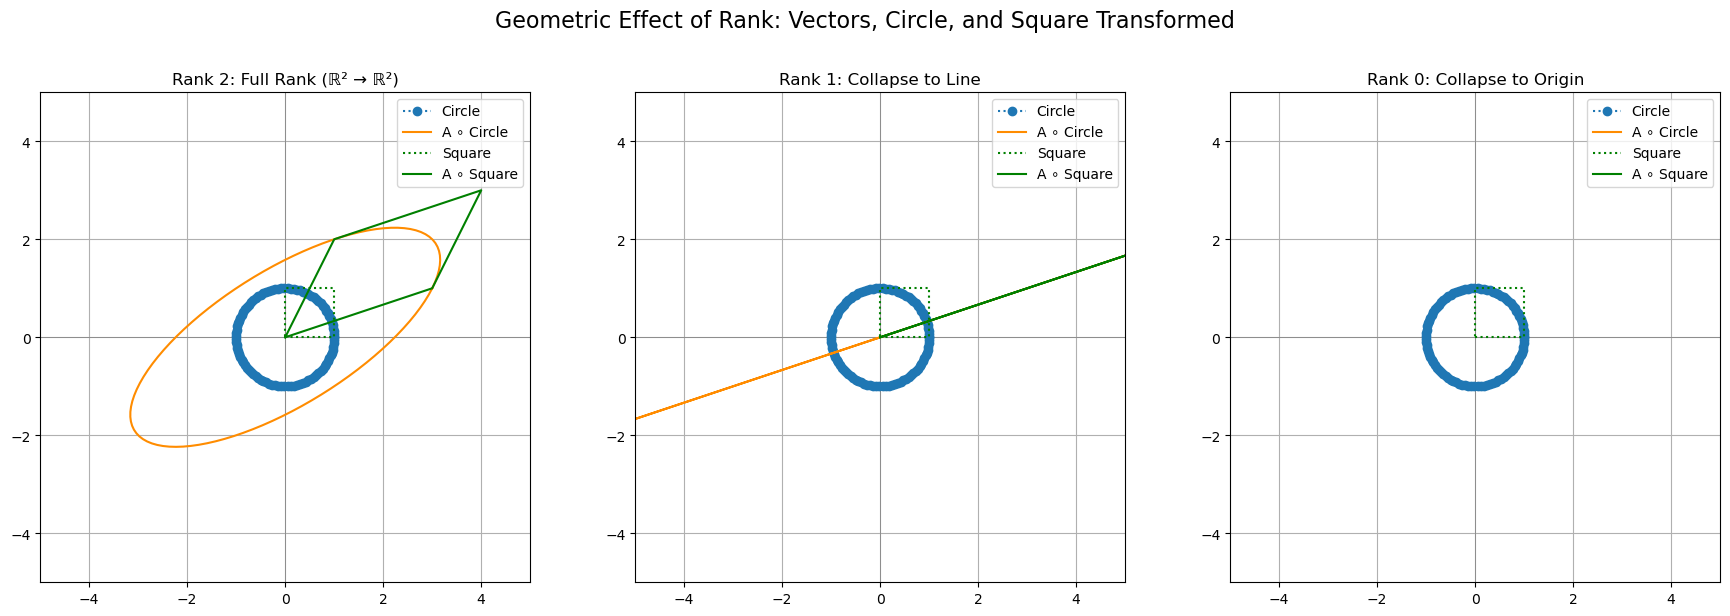 Geometric Effect of Rank: Vectors, Circle, and Square Transformed
Rank 2: Full Rank (ℝ² → ℝ²)
Circle
A ∘ Circle
Square
A ∘ Square
4
2
0
−2
−4
−4
−2
0
2
4
Rank 1: Collapse to Line
Circle
A ∘ Circle
Square
A ∘ Square
4
2
0
−2
−4
−4
−2
0
2
4
Rank 0: Collapse to Origin
Circle
A ∘ Circle
Square
A ∘ Square
4
2
0
−2
−4
−4
−2
0
2
4